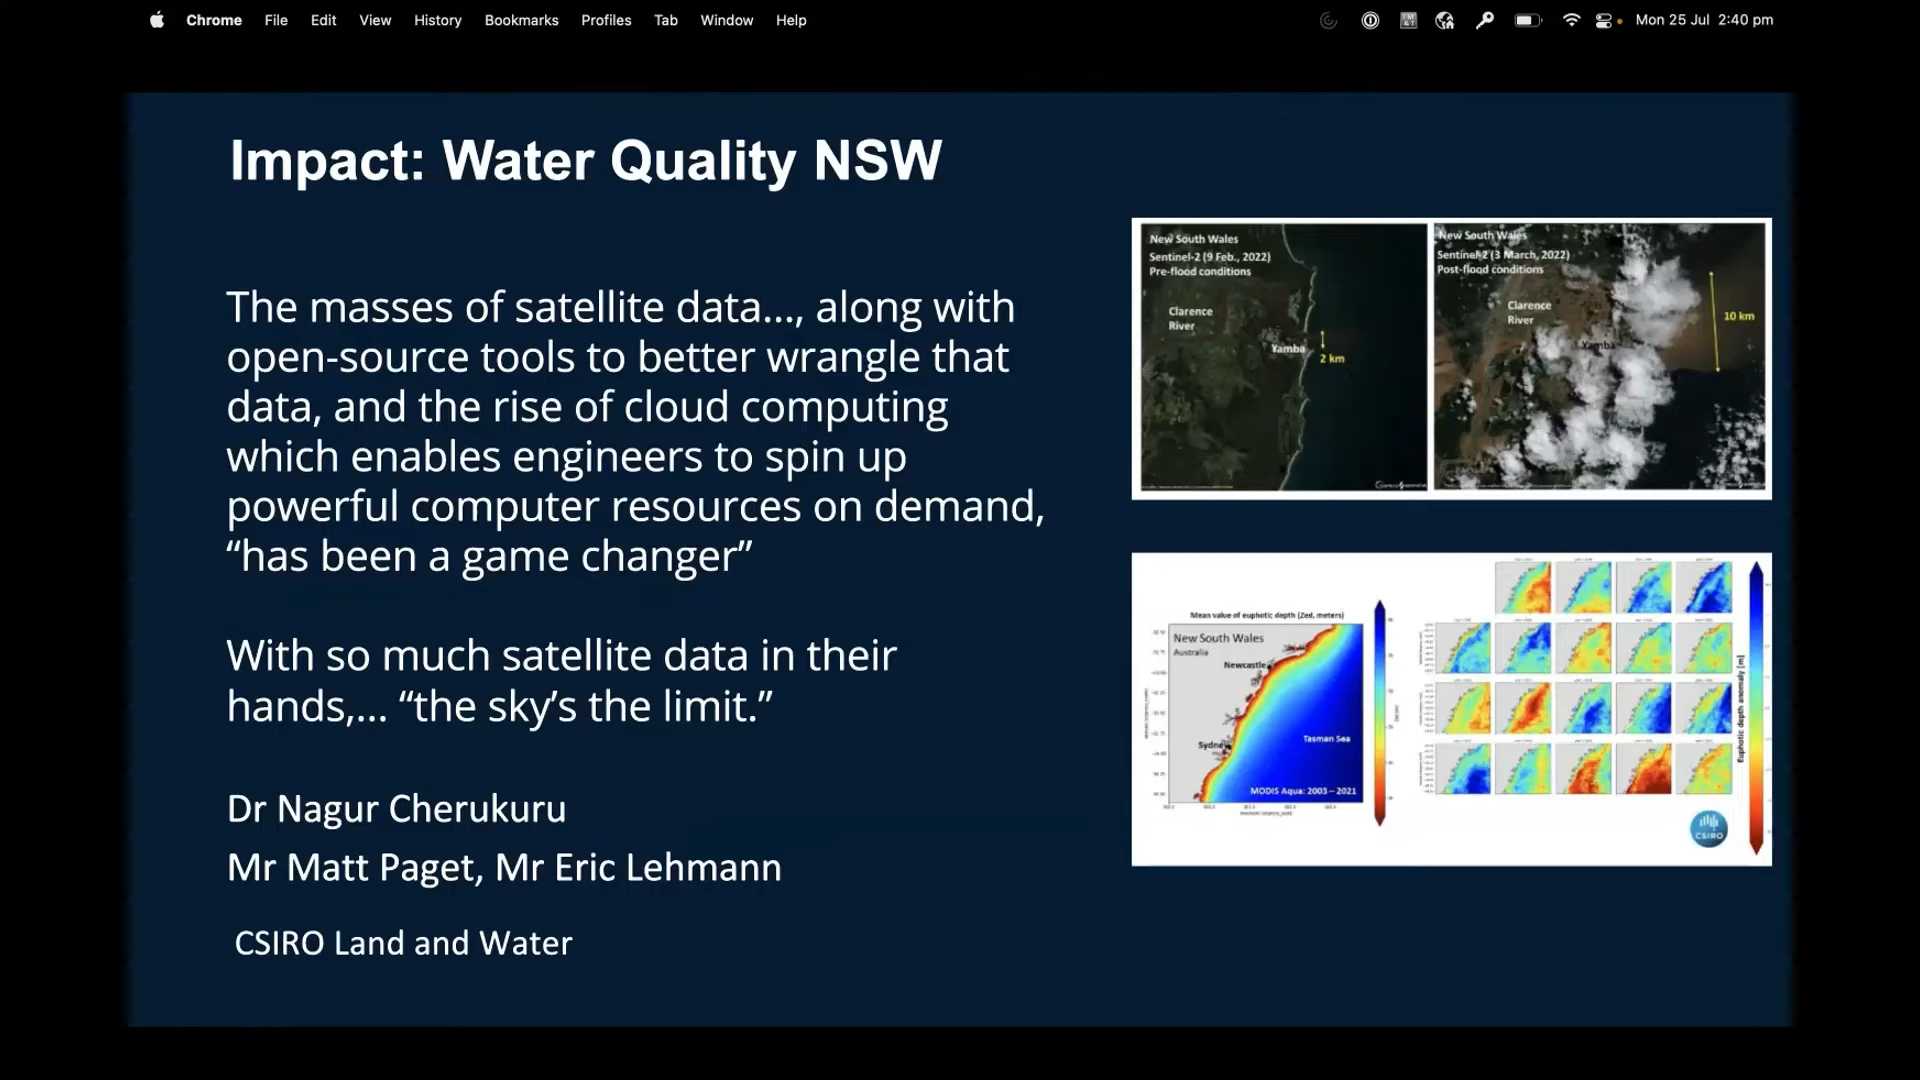 Chrome File Edit View History Bookmarks Profiles Tab Window Help
Mon 25 Jul 2:40 pm
Impact: Water Quality NSW
The masses of satellite data..., along with
open-source tools to better wrangle that
data, and the rise of cloud computing
which enables engineers to spin up
powerful computer resources on demand,
“has been a game changer”
With so much satellite data in their
hands,... “the sky’s the limit.”
Dr Nagur Cherukuru
Mr Matt Paget, Mr Eric Lehmann
CSIRO Land and Water
New South Wales
Sentinel-2 (9 Feb., 2022)
Pre-flood conditions
Clarence
River
Yamba
2 km
New South Wales
Sentinel-2 (3 March, 2022)
Post-flood conditions
Clarence
River
Yamba
10 km
Mean value of euphotic depth (Zed, meters)
New South Wales
Australia
Newcastle
Sydney
Tasman Sea
MODIS Aqua: 2003 – 2021
Euphotic depth anomaly [m]
CSIRO